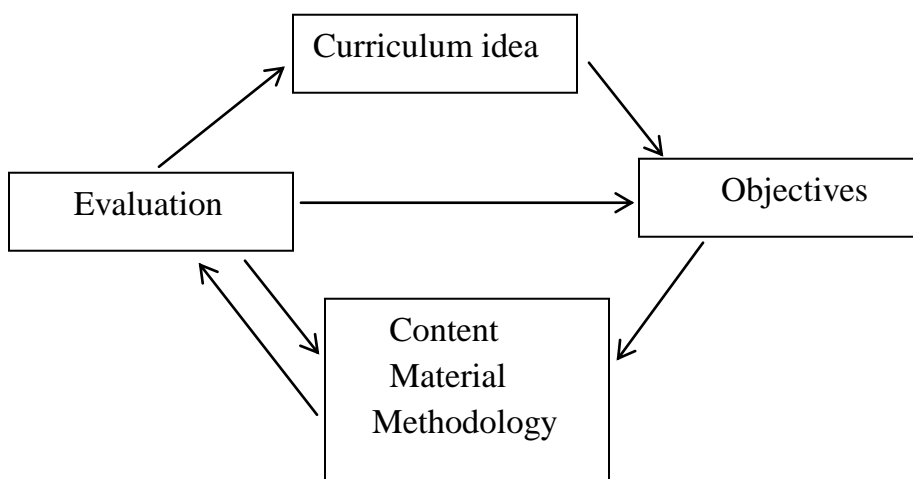 Curriculum idea
Evaluation
Objectives
Content
Material
Methodology